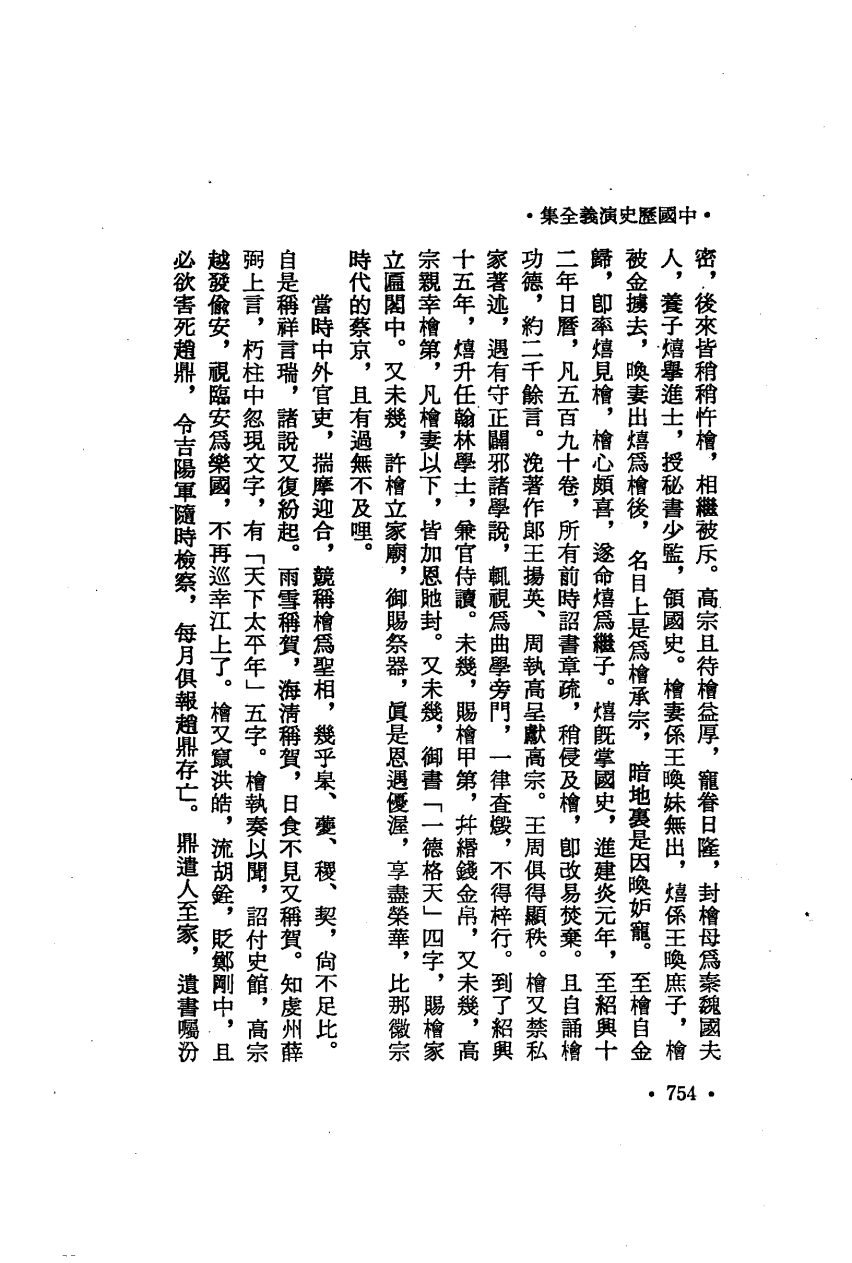 •中國歷史演義全集•
密，後來皆稍稍忤檜，相繼被斥。高宗且待檜益厚，寵眷日隆，封檜母爲秦魏國夫
人，養子熺舉進士，授秘書少監，領國史。檜妻係王喚妹無出，熺係王喚庶子，檜
被金擄去，喚妻出熺爲檜後，名目上是爲檜承宗，暗地裏是因喚妒寵。至檜自金
歸，卽率熺見檜，檜心頗喜，遂命熺爲繼子。熺旣掌國史，進建炎元年，至紹興十
二年日曆，凡五百九十卷，所有前時詔書章疏，稍侵及檜，卽改易焚棄。且自誦檜
功德，約二千餘言。浼著作郞王揚英、周執高呈獻高宗。王周俱得顯秩。檜又禁私
家著述，遇有守正闢邪諸學說，輒視爲曲學旁門，一律查燬，不得梓行。到了紹興
十五年，熺升任翰林學士，兼官侍讀。未幾，賜檜甲第，幷緡錢金帛，又未幾，高
宗親幸檜第，凡檜妻以下，皆加恩貤封。又未幾，御書「一德格天」四字，賜檜家
立匾閣中。又未幾，許檜立家廟，御賜祭器，眞是恩遇優渥，享盡榮華，比那徽宗
時代的蔡京，且有過無不及哩。
當時中外官吏，揣摩迎合，競稱檜爲聖相，幾乎臯、夔、稷、契，尙不足比。
自是稱祥言瑞，諸說又復紛起。雨雪稱賀，海淸稱賀，日食不見又稱賀。知虔州薛
弼上言，朽柱中忽現文字，有「天下太平年」五字。檜執奏以聞，詔付史館，高宗
越發偸安，視臨安爲樂國，不再巡幸江上了。檜又竄洪皓，流胡銓，貶鄭剛中，且
必欲害死趙鼎，令吉陽軍隨時檢察，每月俱報趙鼎存亡。鼎遣人至家，遺書囑汾
•754•